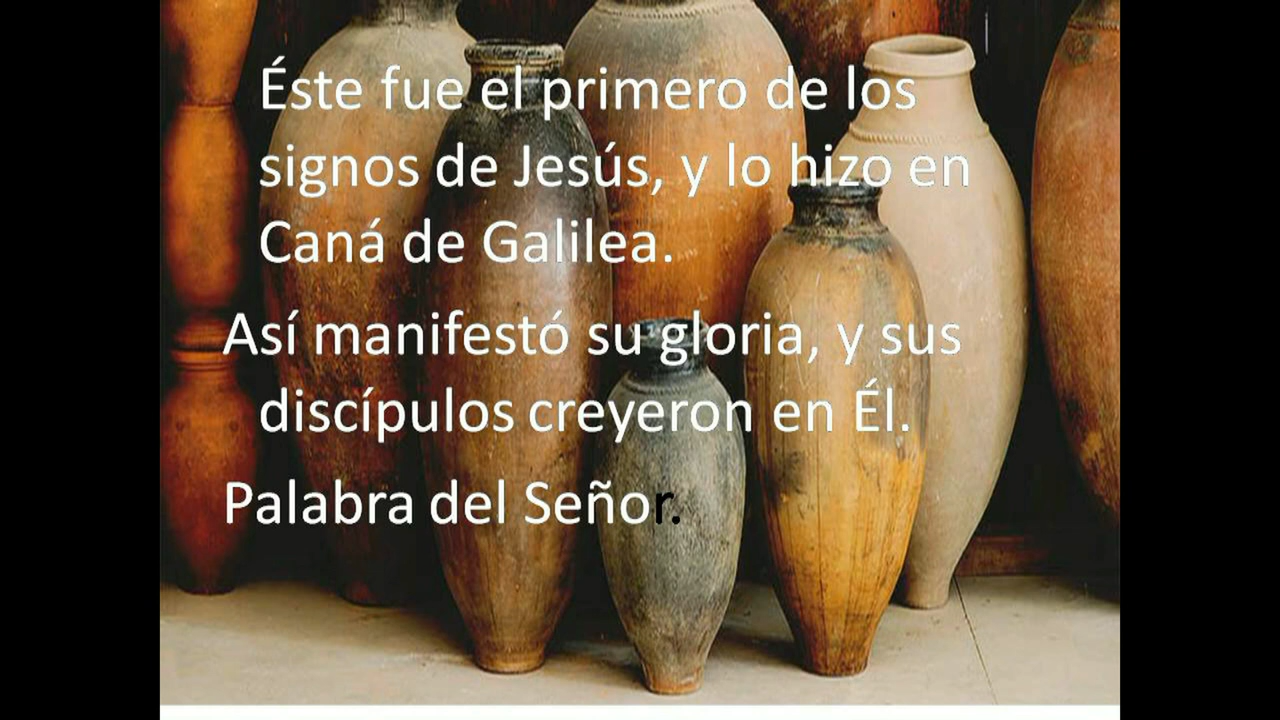 Éste fue el primero de los
signos de Jesús, y lo hizo en
Caná de Galilea.
Así manifestó su gloria, y sus
discípulos creyeron en Él.
Palabra del Señor.